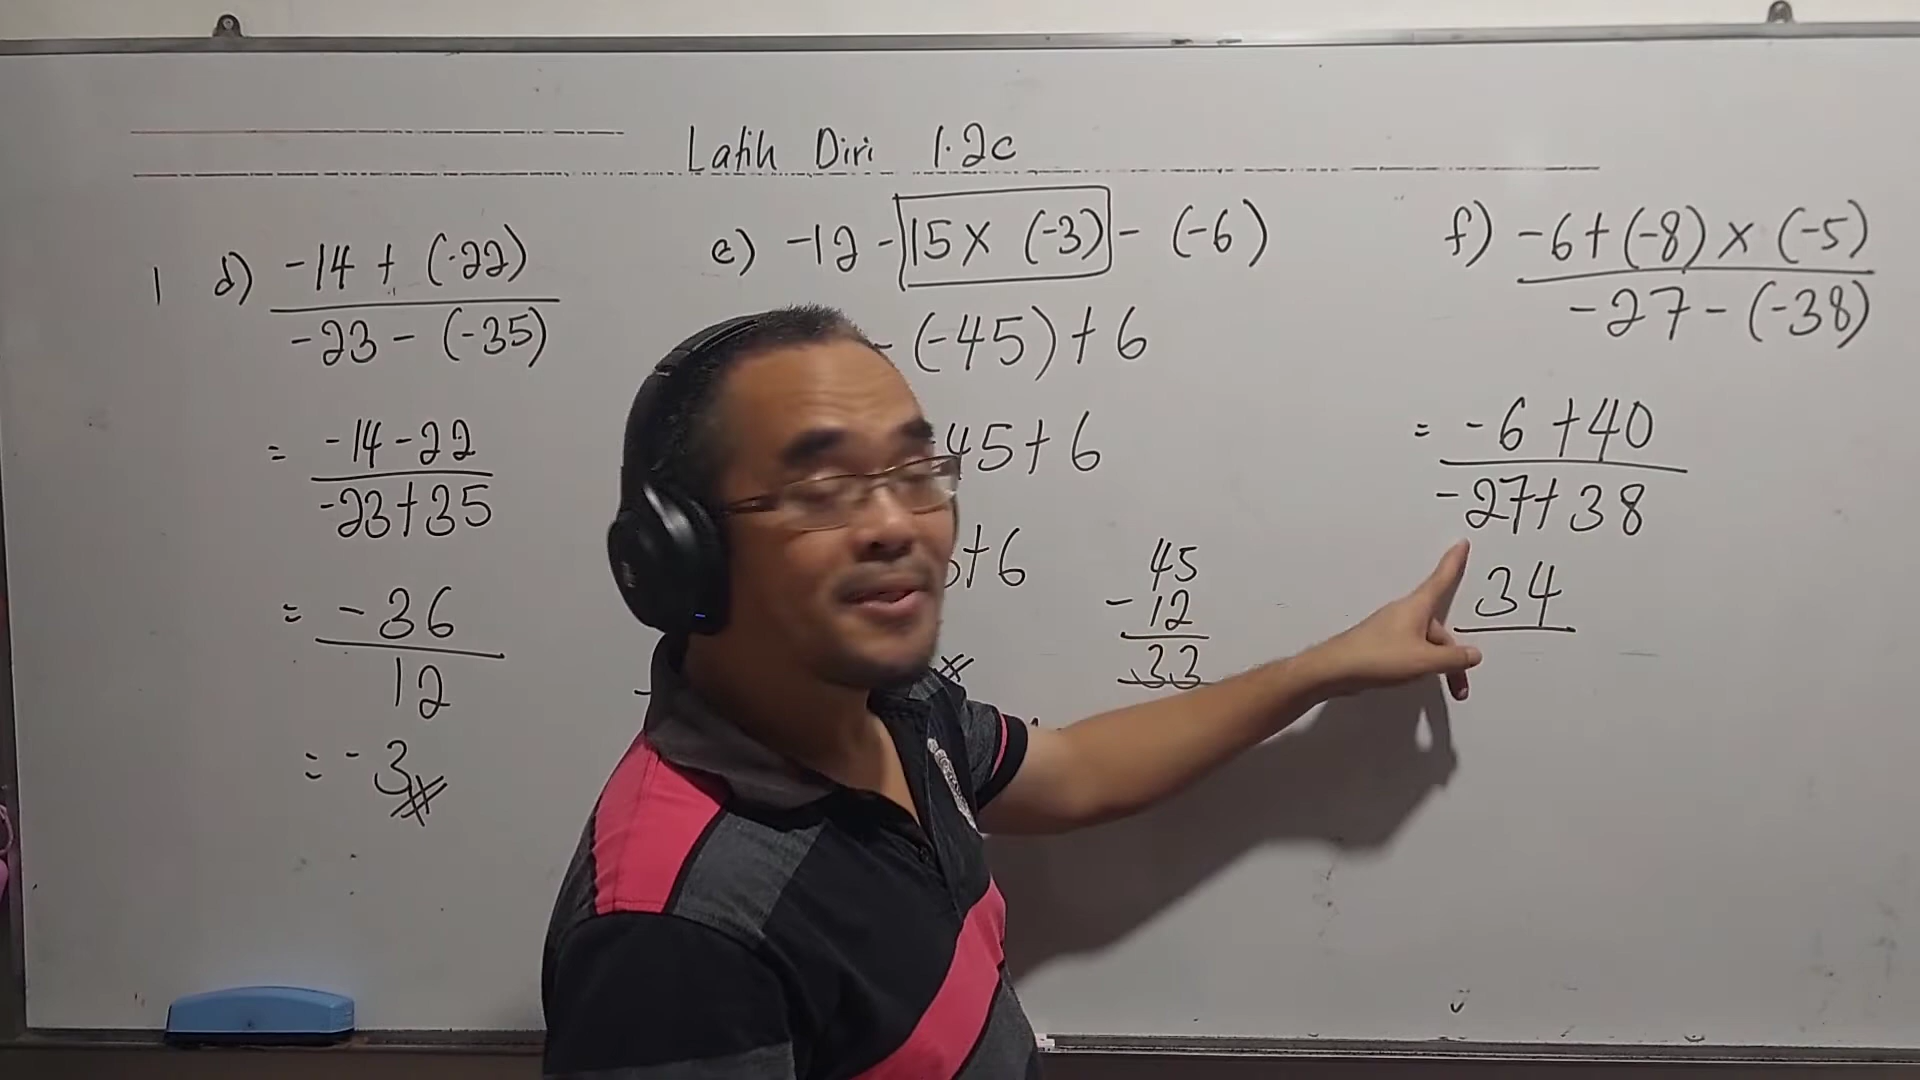 Latih Diri 1.2c
1 d) -14 + (-22)
-23 - (-35)
= -14-22
-23+35
= -36
12
= -3
e) -12 - 15 × (-3) - (-6)
- (-45) + 6
45+6
+6
45
- 12
33
f) -6+(-8) × (-5)
-27 - (-38)
= -6 +40
-27+38
34